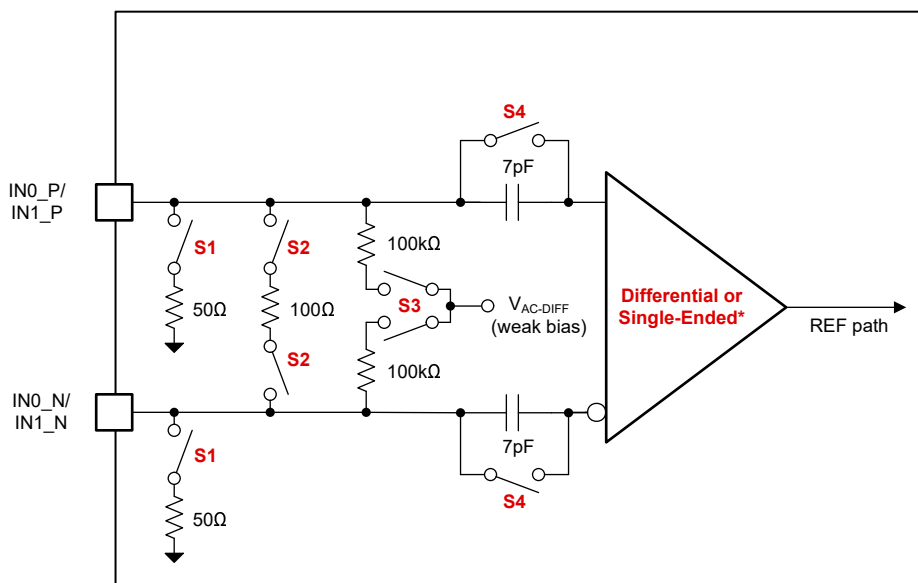 S4
7pF
IN0_P/
IN1_P
S1
S2
100kΩ
50Ω
100Ω
S3
V AC-DIFF
(weak bias)
Differential or
Single-Ended*
REF path
S2
100kΩ
IN0_N/
IN1_N
7pF
S1
S4
50Ω